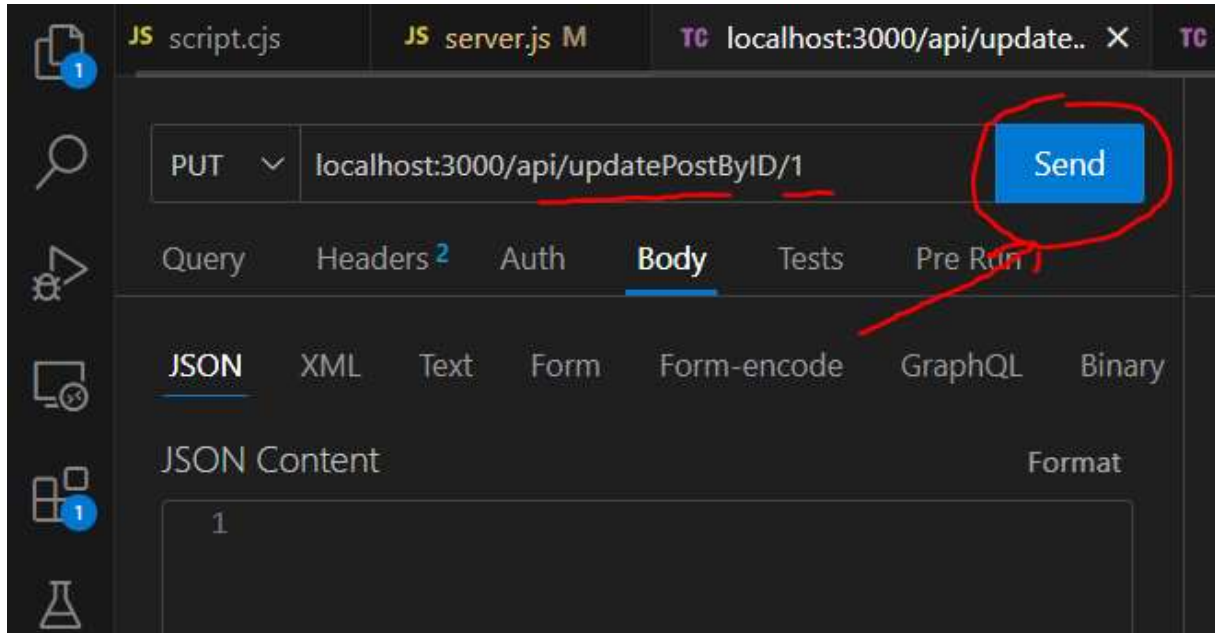 JS script.cjs JS server.js M TC localhost:3000/api/update.. × TC
1
PUT localhost:3000/api/updatePostByID/1 Send
Query Headers 2 Auth Body Tests Pre Run
JSON XML Text Form Form-encode GraphQL Binary
JSON Content Format
1
1